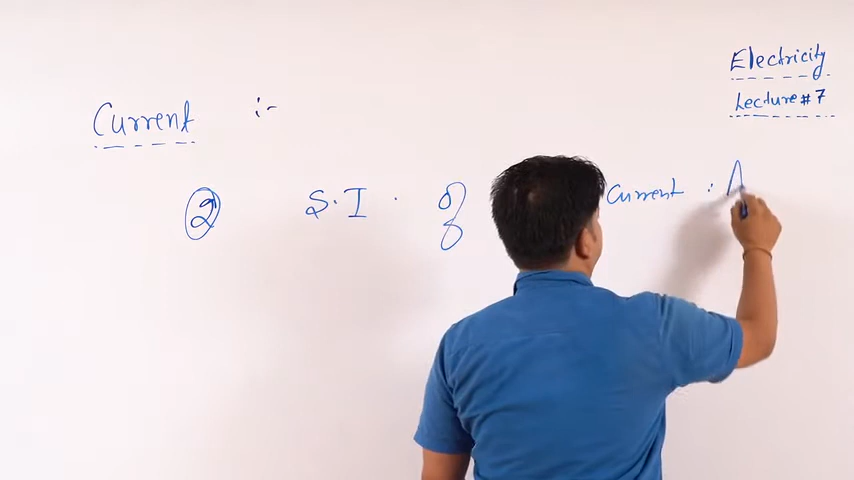 Electricity
Lecture #7
Current :-
② S.I. of Current : A